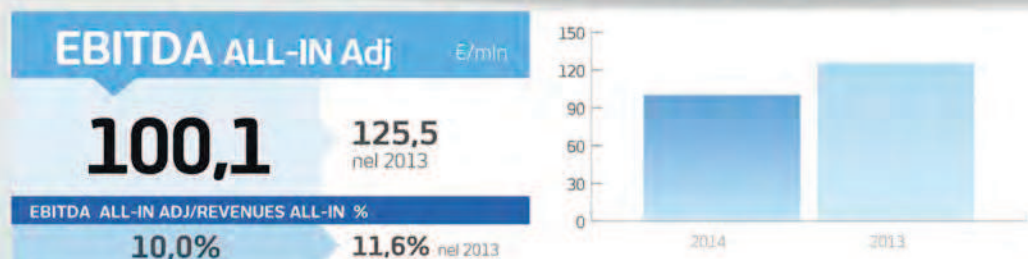 EBITDA ALL-IN Adj €/mln
100,1
125,5
nel 2013
EBITDA ALL-IN ADJ/REVENUES ALL-IN %
10,0%
11,6% nel 2013
150
120
90
60
30
0
2014 2013